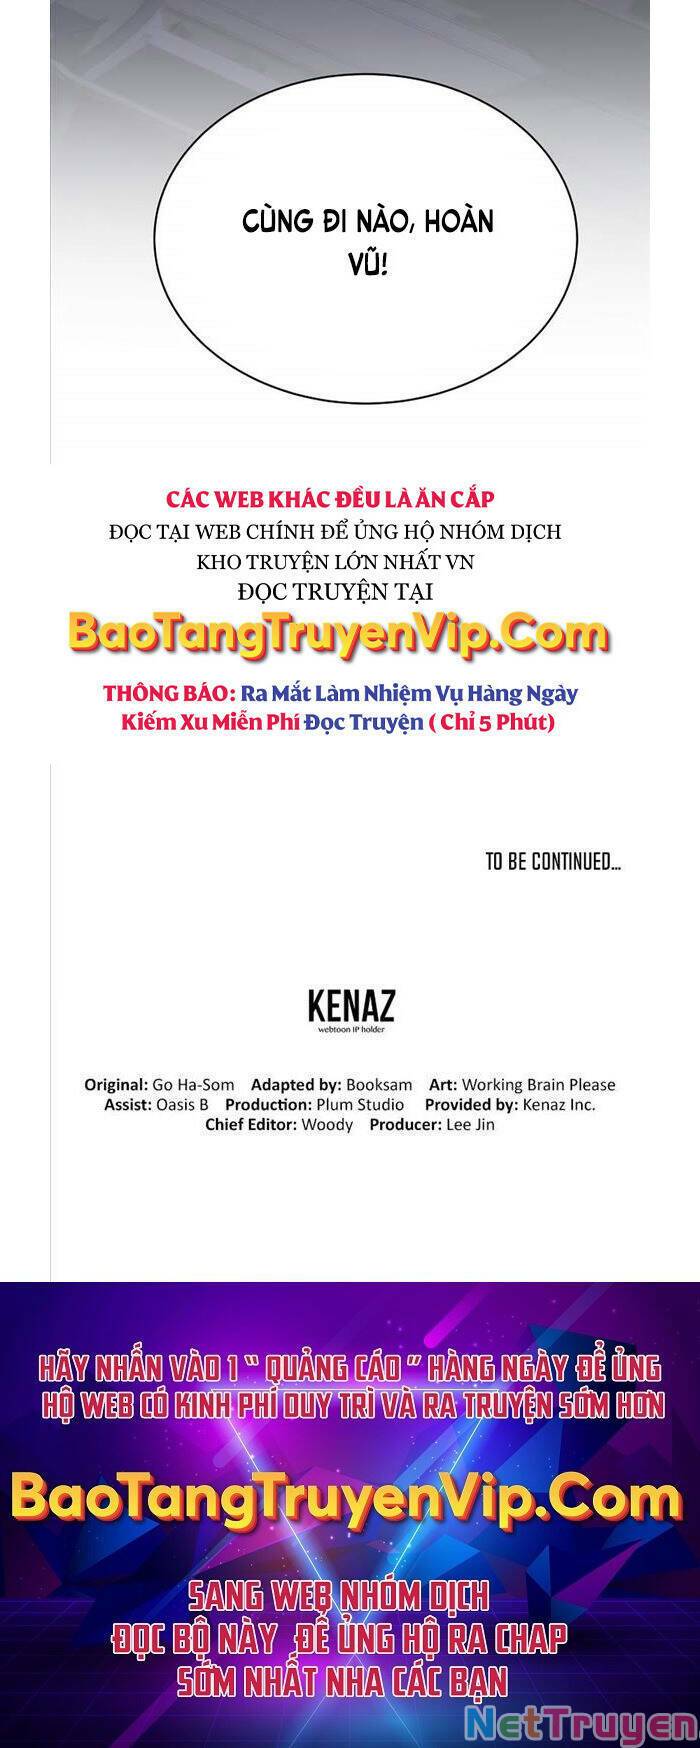 CÙNG ĐI NÀO, HOÀN
VŨ!
CÁC WEB KHÁC ĐỀU LÀ ĂN CẮP
ĐỌC TẠI WEB CHÍNH ĐỂ ỦNG HỘ NHÓM DỊCH
KHO TRUYỆN LỚN NHẤT VN
ĐỌC TRUYỆN TẠI
BaoTangTruyenVip.Com
THÔNG BÁO: Ra Mắt Làm Nhiệm Vụ Hàng Ngày
Kiếm Xu Miễn Phí Đọc Truyện ( Chỉ 5 Phút)
TO BE CONTINUED...
KENAZ
webtoon IP holder
Original: Go Ha-Som Adapted by: Booksam Art: Working Brain Please
Assist: Oasis B Production: Plum Studio Provided by: Kenaz Inc.
Chief Editor: Woody Producer: Lee Jin
HÃY NHẤN VÀO 1 “ QUẢNG CÁO ” HÀNG NGÀY ĐỂ ỦNG
HỘ WEB CÓ KINH PHÍ DUY TRÌ VÀ RA TRUYỆN SỚM HƠN
BaoTangTruyenVip.Com
SANG WEB NHÓM DỊCH
ĐỌC BỘ NÀY ĐỂ ỦNG HỘ RA CHAP
SỚM NHẤT NHA CÁC BẠN
NetTruyen